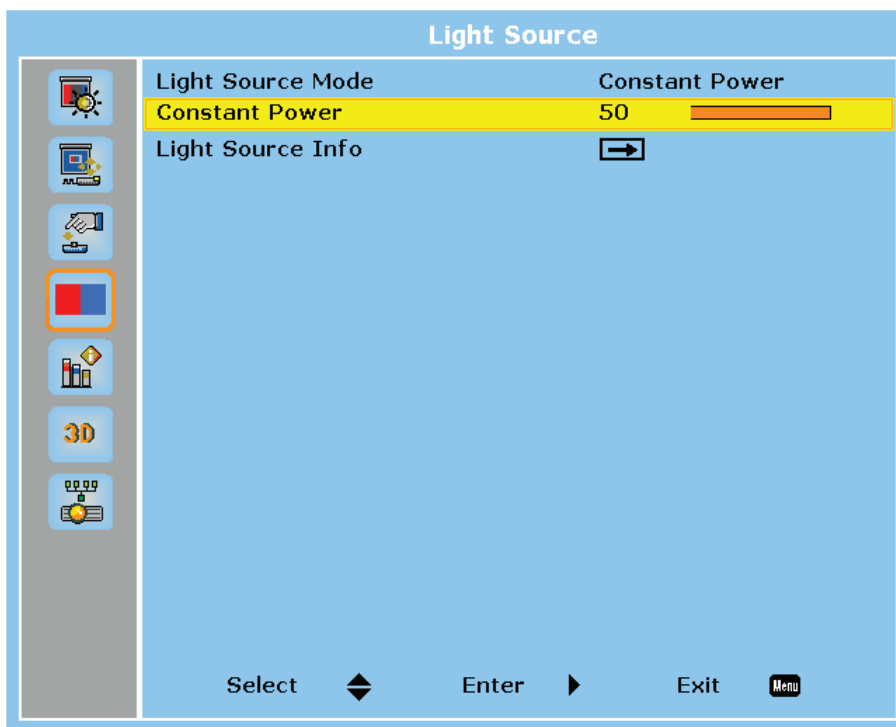 Light Source
Light Source Mode Constant Power
Constant Power 50
Light Source Info
3D
Select Enter Exit Menu